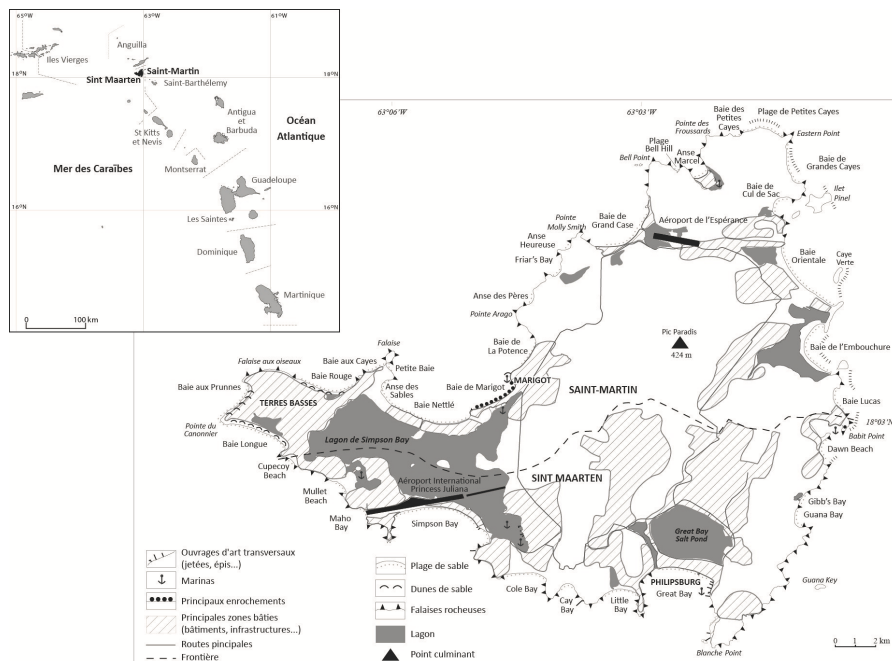 65°W
63°W
61°W
Anguilla
Iles Vierges
Saint-Martin
18°N
Sint Maarten
Saint-Barthélemy
Antigua
et
Barbuda
Océan
Atlantique
St Kitts
et Nevis
Mer des Caraïbes
Montserrat
Guadeloupe
16°N
Les Saintes
Dominique
Martinique
0
100 km
63°06 'W
63°03 'W
Baie des
Petites
Cayes
Plage de Petites Cayes
Pointe des
Froussards
Eastern Point
Plage
Bell Hill
Anse
Marcel
Bell Point
Baie de
Grandes Cayes
Baie de
Cul de Sac
Ilet
Pinel
Pointe
Molly Smith
Baie de
Grand Case
Aéroport de l'Espérance
Anse
Heureuse
Friar's Bay
Baie
Orientale
Caye
Verte
Anse des Pères
Pointe Arago
Pic Paradis
424 m
Baie de
La Potence
Baie de l'Embouchure
Falaise
Falaise aux oiseaux
Baie aux Cayes
Petite Baie
Baie Rouge
Baie aux Prunnes
Anse des
Sables
Baie de Marigot
MARIGOT
SAINT-MARTIN
TERRES BASSES
Baie Nettlé
Baie Lucas
Pointe du
Canonnier
18°03 'N
Baie Longue
Lagon de Simpson Bay
Babit Point
Dawn Beach
Cupecoy
Beach
SINT MAARTEN
Aéroport International
Princess Juliana
Mullet
Beach
Gibb's Bay
Guana Bay
Maho
Bay
Simpson Bay
Great Bay
Salt Pond
Guana Key
Cole Bay
Cay
Bay
Little
Bay
PHILIPSBURG
Great Bay
Blanche Point
Ouvrages d'art transversaux
(jetées, épis...)
Marinas
Principaux enrochements
Principales zones bâties
(bâtiments, infrastructures...)
Routes pincipales
Frontière
Plage de sable
Dunes de sable
Falaises rocheuses
Lagon
Point culminant
0 1 2 km